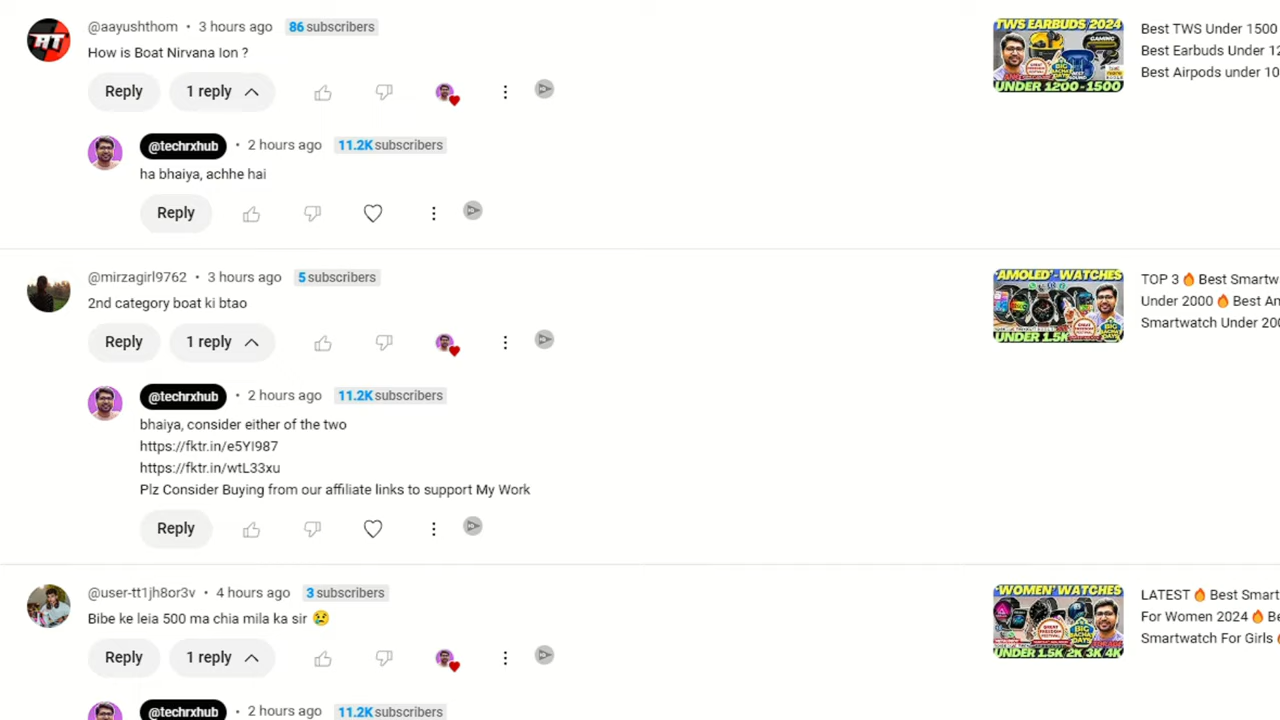 @aayushthom • 3 hours ago 86 subscribers
How is Boat Nirvana Ion ?
Reply 1 reply
@techrxhub • 2 hours ago 11.2K subscribers
ha bhaiya, achhe hai
Reply
TWS EARBUDS 2024
UNDER 1200-1500
Best TWS Under 1500
Best Earbuds Under 12
Best Airpods under 10
@mirzagirl9762 • 3 hours ago 5 subscribers
2nd category boat ki btao
Reply 1 reply
@techrxhub • 2 hours ago 11.2K subscribers
bhaiya, consider either of the two
https://fktr.in/e5YI987
https://fktr.in/wtL33xu
Plz Consider Buying from our affiliate links to support My Work
Reply
'AMOLED'-WATCHES
UNDER 1.5K
TOP 3🔥 Best Smartw
Under 2000 🔥 Best An
Smartwatch Under 200
@user-tt1jh8or3v • 4 hours ago 3 subscribers
Bibe ke leia 500 ma chia mila ka sir 😢
Reply 1 reply
@techrxhub • 2 hours ago 11.2K subscribers
'WOMEN' WATCHES
UNDER 1.5K 2K 3K 4K
LATEST 🔥 Best Smart
For Women 2024 🔥 Be
Smartwatch For Girls